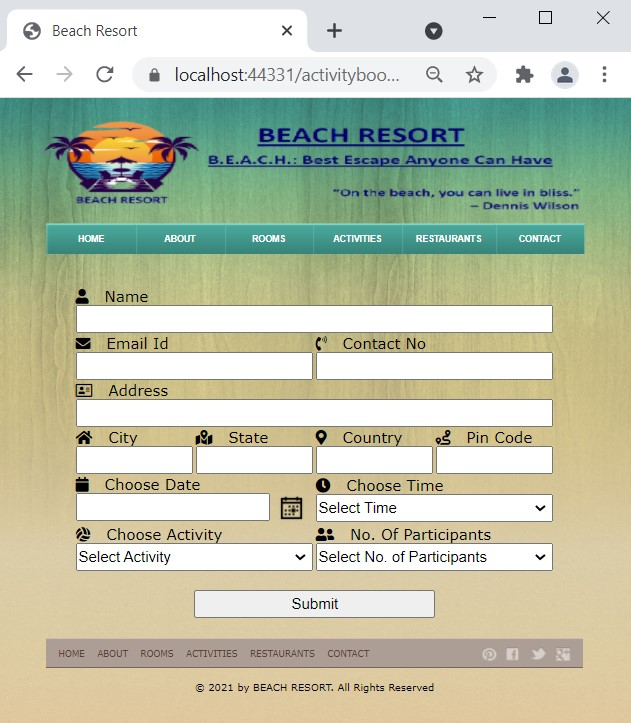 Beach Resort
localhost:44331/activityboo...
BEACH RESORT
B.E.A.C.H.: Best Escape Anyone Can Have
BEACH RESORT
“On the beach, you can live in bliss.”
– Dennis Wilson
HOME ABOUT ROOMS ACTIVITIES RESTAURANTS CONTACT
Name
Email Id Contact No
Address
City State Country Pin Code
Choose Date Choose Time
Select Time
Choose Activity No. Of Participants
Select Activity Select No. of Participants
Submit
HOME ABOUT ROOMS ACTIVITIES RESTAURANTS CONTACT
© 2021 by BEACH RESORT. All Rights Reserved